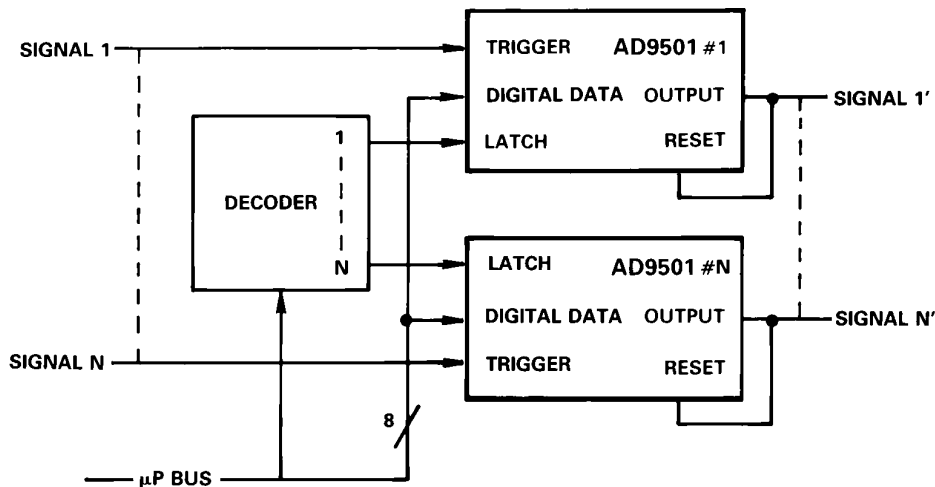 SIGNAL 1
TRIGGER AD9501 #1
DIGITAL DATA OUTPUT
LATCH RESET
SIGNAL 1'
DECODER
1
N
LATCH AD9501 #N
DIGITAL DATA OUTPUT
TRIGGER RESET
SIGNAL N'
SIGNAL N
8
μP BUS